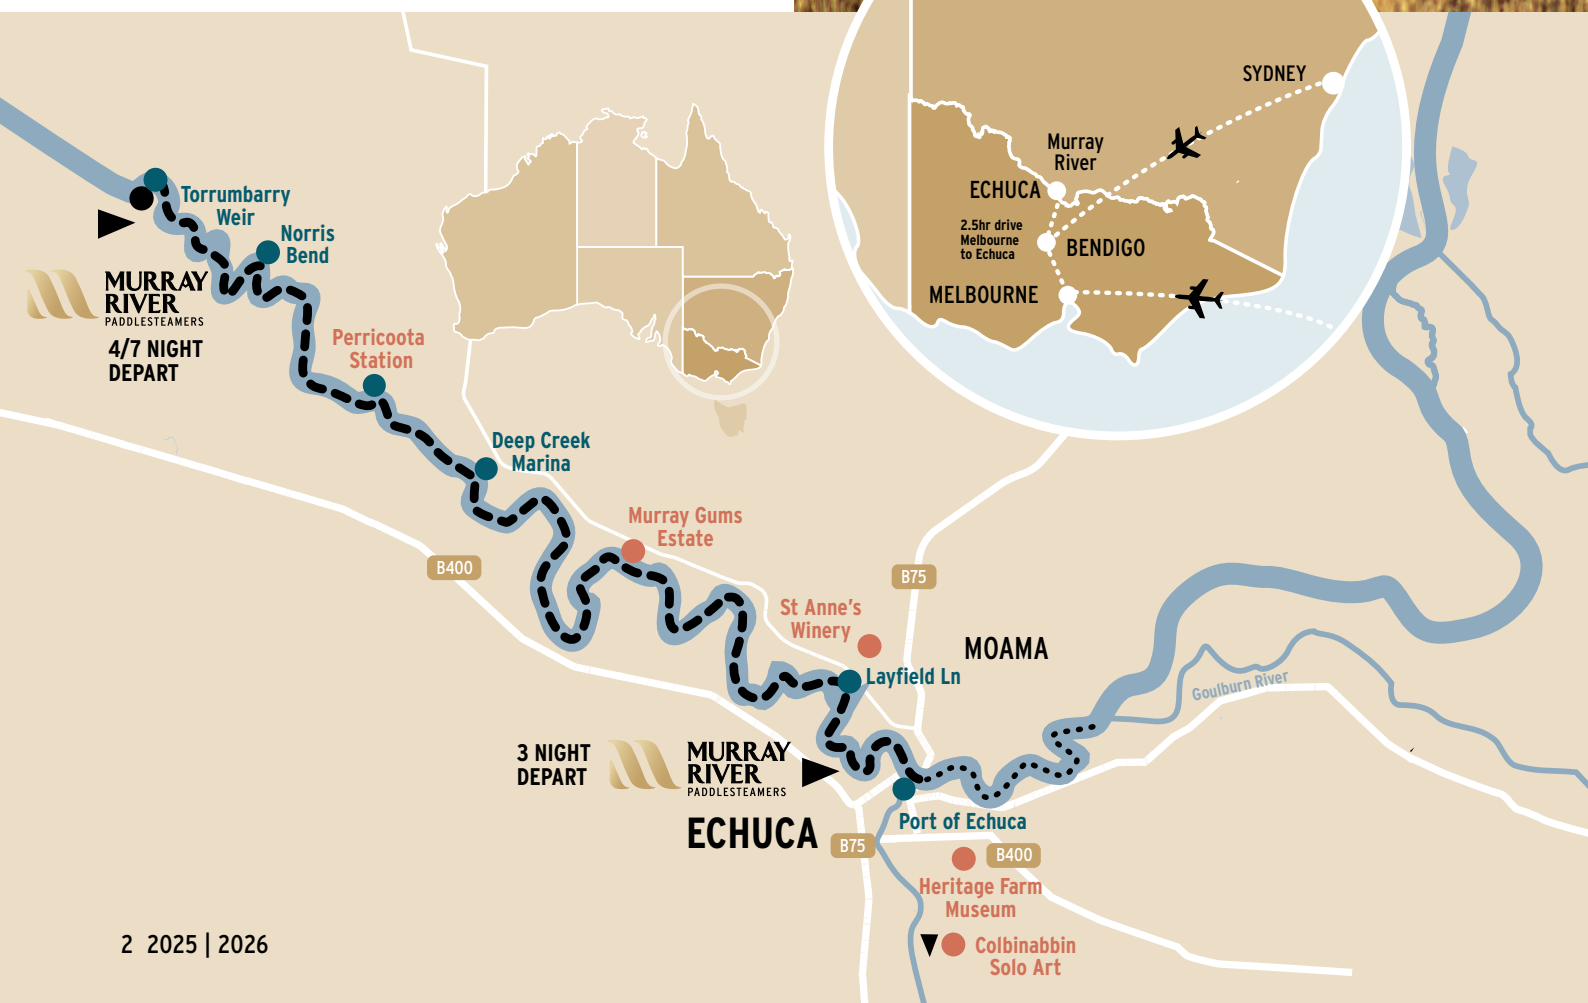 SYDNEY
Murray
River
ECHUCA
2.5hr drive
Melbourne
to Echuca
BENDIGO
MELBOURNE
Torrumbarry
Weir
Norris
Bend
MURRAY
RIVER
PADDLESTEAMERS
4/7 NIGHT
DEPART
Perricoota
Station
Deep Creek
Marina
Murray Gums
Estate
B400
B75
St Anne's
Winery
MOAMA
Layfield Ln
Goulburn River
3 NIGHT
DEPART
MURRAY
RIVER
PADDLESTEAMERS
ECHUCA
Port of Echuca
B75
B400
Heritage Farm
Museum
Colbinabbin
Solo Art
2 2025 | 2026